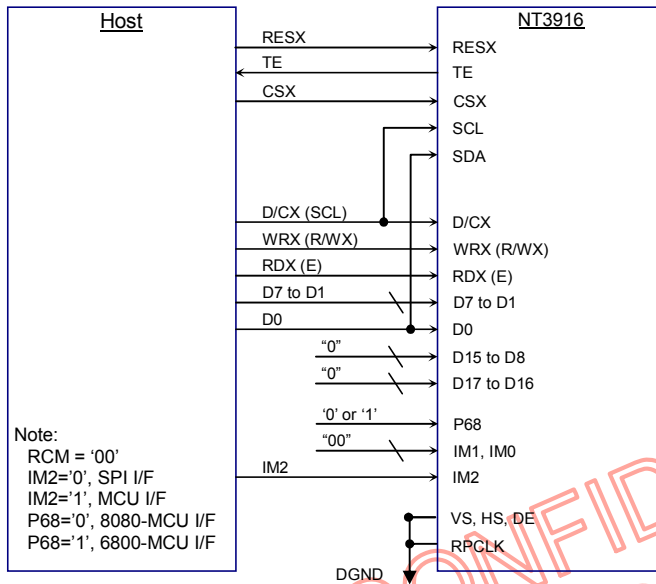 Host
NT3916
RESX
RESX
TE
TE
CSX
CSX
SCL
SDA
D/CX (SCL)
D/CX
WRX (R/WX)
WRX (R/WX)
RDX (E)
RDX (E)
D7 to D1
D7 to D1
D0
D0
“0”
D15 to D8
“0”
D17 to D16
‘0’ or ‘1’
P68
“00”
IM1, IM0
IM2
IM2
Note:
RCM = ‘00’
IM2=’0’, SPI I/F
IM2=’1’, MCU I/F
P68=’0’, 8080-MCU I/F
P68=’1’, 6800-MCU I/F
VS, HS, DE
RPCLK
DGND